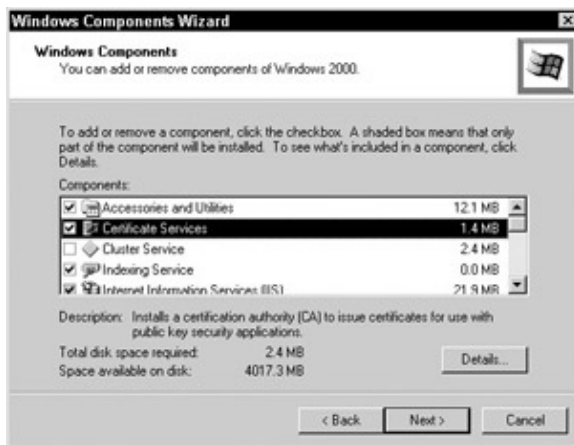 Windows Components Wizard
Windows Components
You can add or remove components of Windows 2000.
To add or remove a component, click the checkbox. A shaded box means that only
part of the component will be installed. To see what's included in a component, click
Details.
Components:
Accessories and Utilities 12.1 MB
Certificate Services 1.4 MB
Cluster Service 2.4 MB
Indexing Service 0.0 MB
Internet Information Services (IIS) 21.9 MB
Description: Installs a certification authority (CA) to issue certificates for use with
public key security applications.
Total disk space required: 2.4 MB
Space available on disk: 4017.3 MB
Details...
< Back Next > Cancel